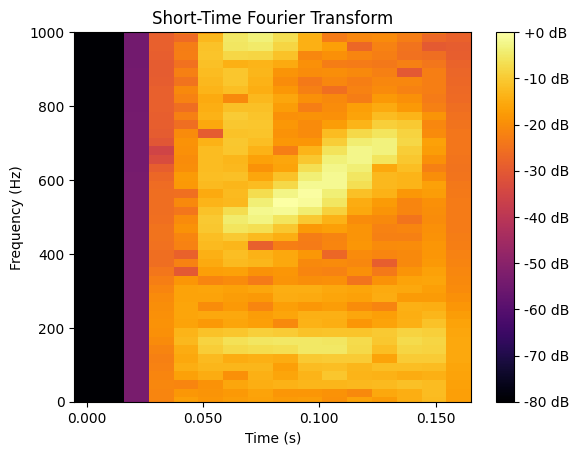 Short-Time Fourier Transform
1000
800
600
400
200
0
Frequency (Hz)
0.000
0.050
0.100
0.150
Time (s)
+0 dB
-10 dB
-20 dB
-30 dB
-40 dB
-50 dB
-60 dB
-70 dB
-80 dB